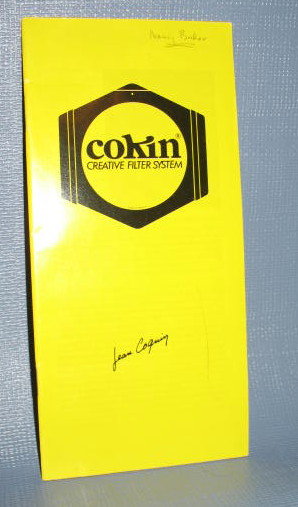 cokin®
CREATIVE FILTER SYSTEM
Jean Coquin